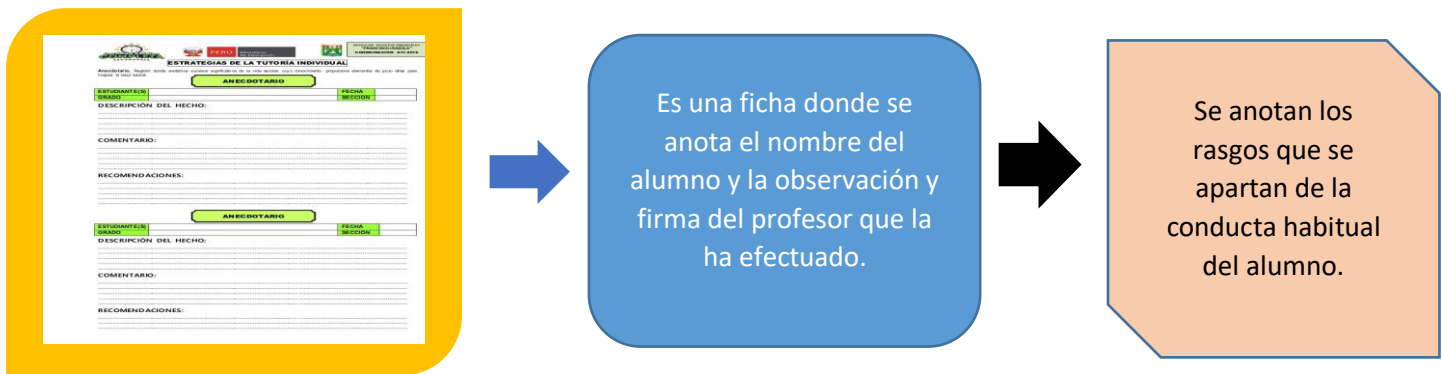 PERÚ
ESTRATEGIAS DE LA TUTORÍA INDIVIDUAL
Anecdotario.
ANECDOTARIO
ESTUDIANTE(S) FECHA
GRADO SECCIÓN
DESCRIPCIÓN DEL HECHO:
COMENTARIO:
RECOMENDACIONES:
ANECDOTARIO
ESTUDIANTE(S) FECHA
GRADO SECCIÓN
DESCRIPCIÓN DEL HECHO:
COMENTARIO:
RECOMENDACIONES:
Es una ficha donde se
anota el nombre del
alumno y la observación y
firma del profesor que la
ha efectuado.
Se anotan los
rasgos que se
apartan de la
conducta habitual
del alumno.